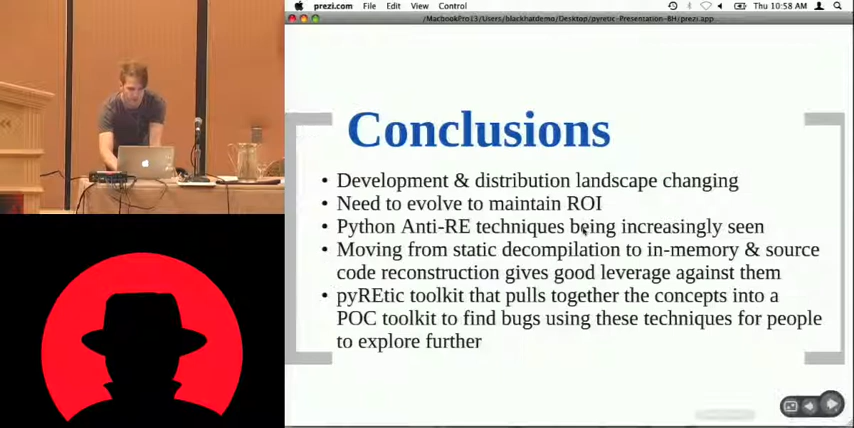 prezi.com File Edit View Control
Thu 10:58 AM
/MacbookPro13/Users/blackhatdemo/Desktop/pyretic-Presentation-BH/prezi.app
Conclusions
• Development & distribution landscape changing
• Need to evolve to maintain ROI
• Python Anti-RE techniques being increasingly seen
• Moving from static decompilation to in-memory & source
code reconstruction gives good leverage against them
• pyREtic toolkit that pulls together the concepts into a
POC toolkit to find bugs using these techniques for people
to explore further